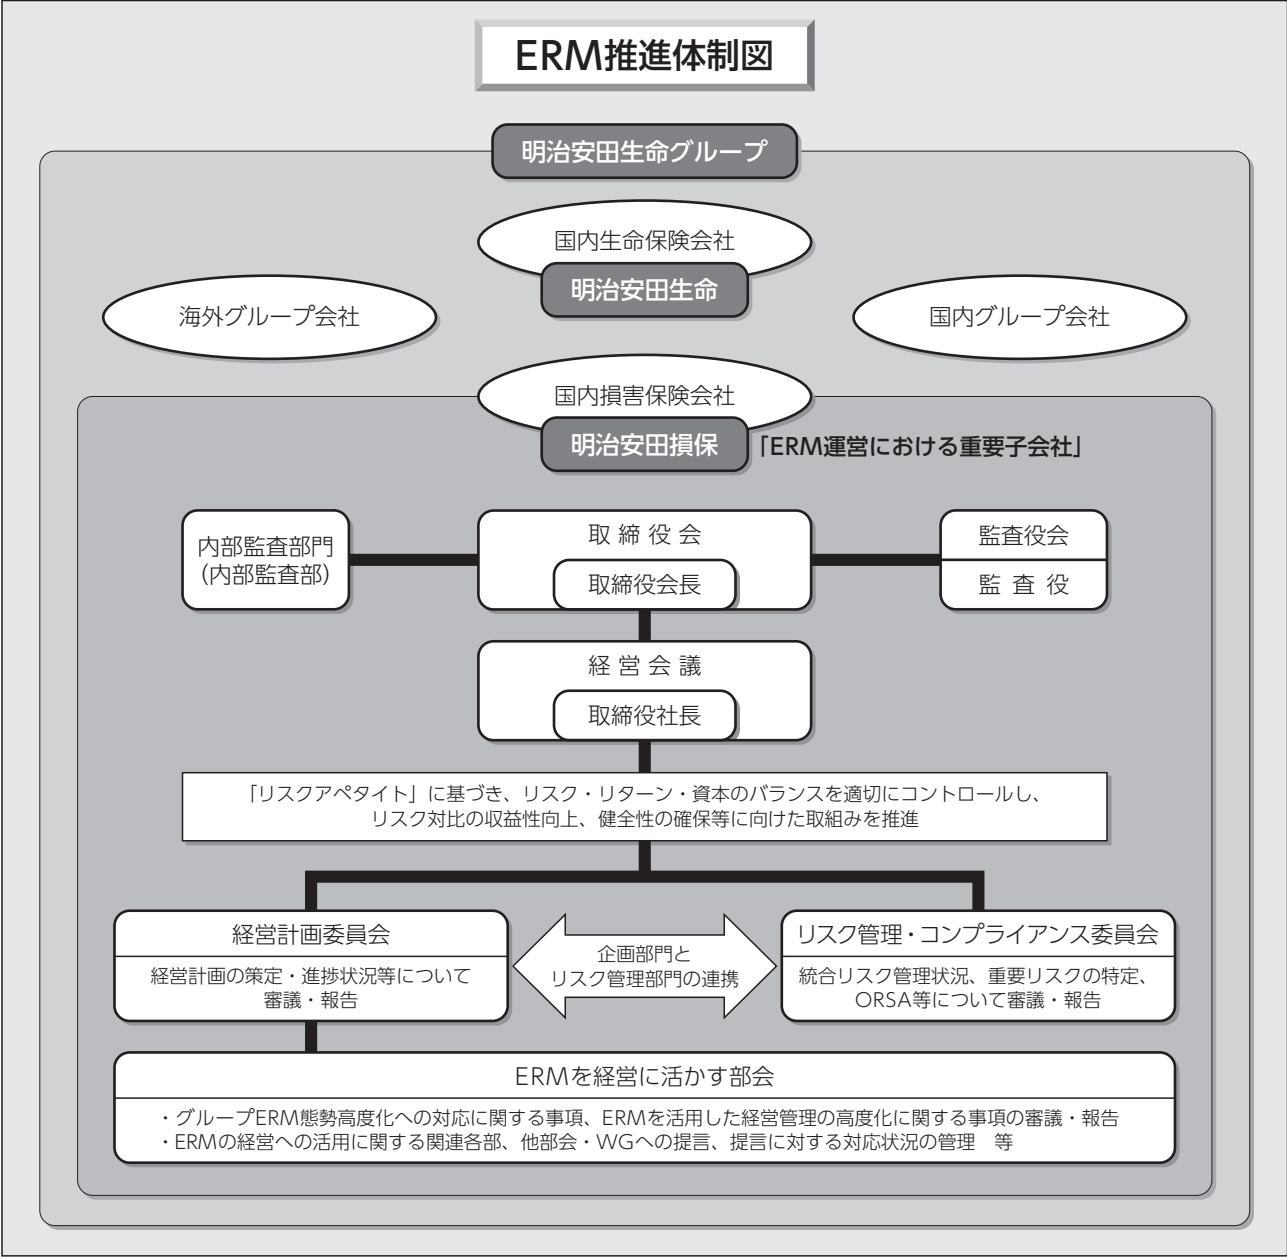 ERM推進体制図
明治安田生命グループ
国内生命保険会社
明治安田生命
海外グループ会社
国内グループ会社
国内損害保険会社
明治安田損保
「ERM運営における重要子会社」
内部監査部門
(内部監査部)
取締役会
取締役会長
監査役会
監査役
経営会議
取締役社長
「リスクアペタイト」に基づき、リスク・リターン・資本のバランスを適切にコントロールし、
リスク対比の収益性向上、健全性の確保等に向けた取組みを推進
経営計画委員会
経営計画の策定・進捗状況等について
審議・報告
企画部門と
リスク管理部門の連携
リスク管理・コンプライアンス委員会
統合リスク管理状況、重要リスクの特定、
ORSA等について審議・報告
ERMを経営に活かす部会
・グループERM態勢高度化への対応に関する事項、ERMを活用した経営管理の高度化に関する事項の審議・報告
・ERMの経営への活用に関する関連各部、他部会・WGへの提言、提言に対する対応状況の管理　等